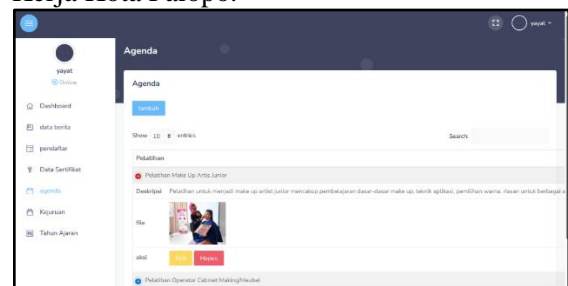 Kerja Kota Palopo.
yayat
Agenda
yayat
Online
Agenda
tambah
Dashboard
Show 10 entries
Search:
data berita
pendaftar
Pelatihan
Data Sertifikat
Pelatihan Make Up Artis Junior
agenda
Deskripsi Pelatihan untuk menjadi make up artist junior mencakup pembelajaran dasar-dasar make up, teknik aplikasi, pemilihan warna, riasan untuk berbagai a
Kejuruan
file
Tahun Ajaran
aksi
Hapus
Pelatihan Operator Cabinet Making/Meubel